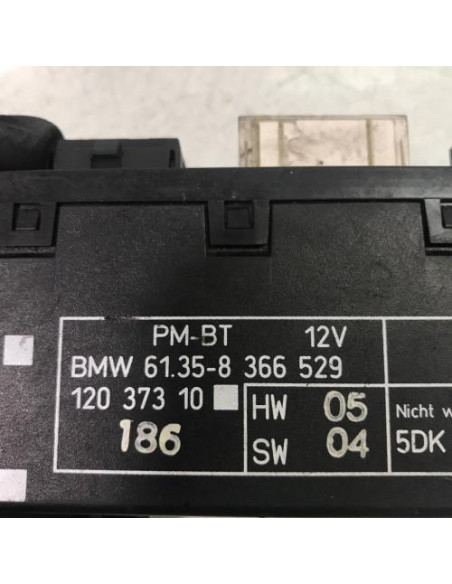 PM-BT 12V
BMW 61.35-8 366 529
120 373 10 HW 05 Nicht w
186 SW 04 5DK